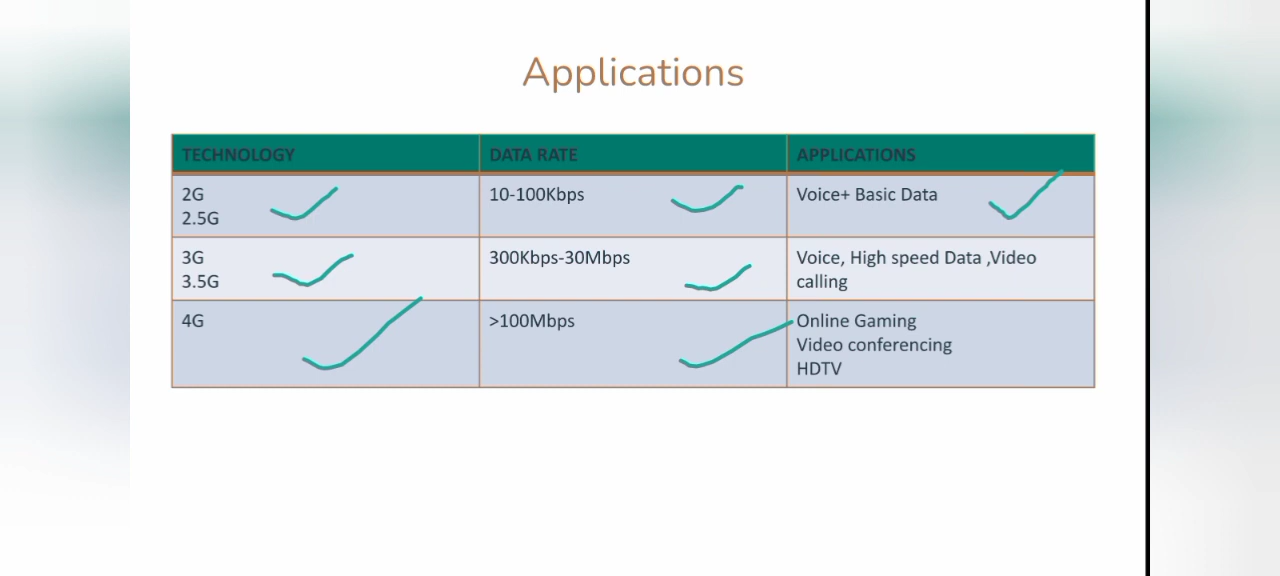 Applications
TECHNOLOGY DATA RATE APPLICATIONS
2G 10-100Kbps Voice+ Basic Data
2.5G
3G 300Kbps-30Mbps Voice, High speed Data ,Video
3.5G calling
4G >100Mbps Online Gaming
Video conferencing
HDTV